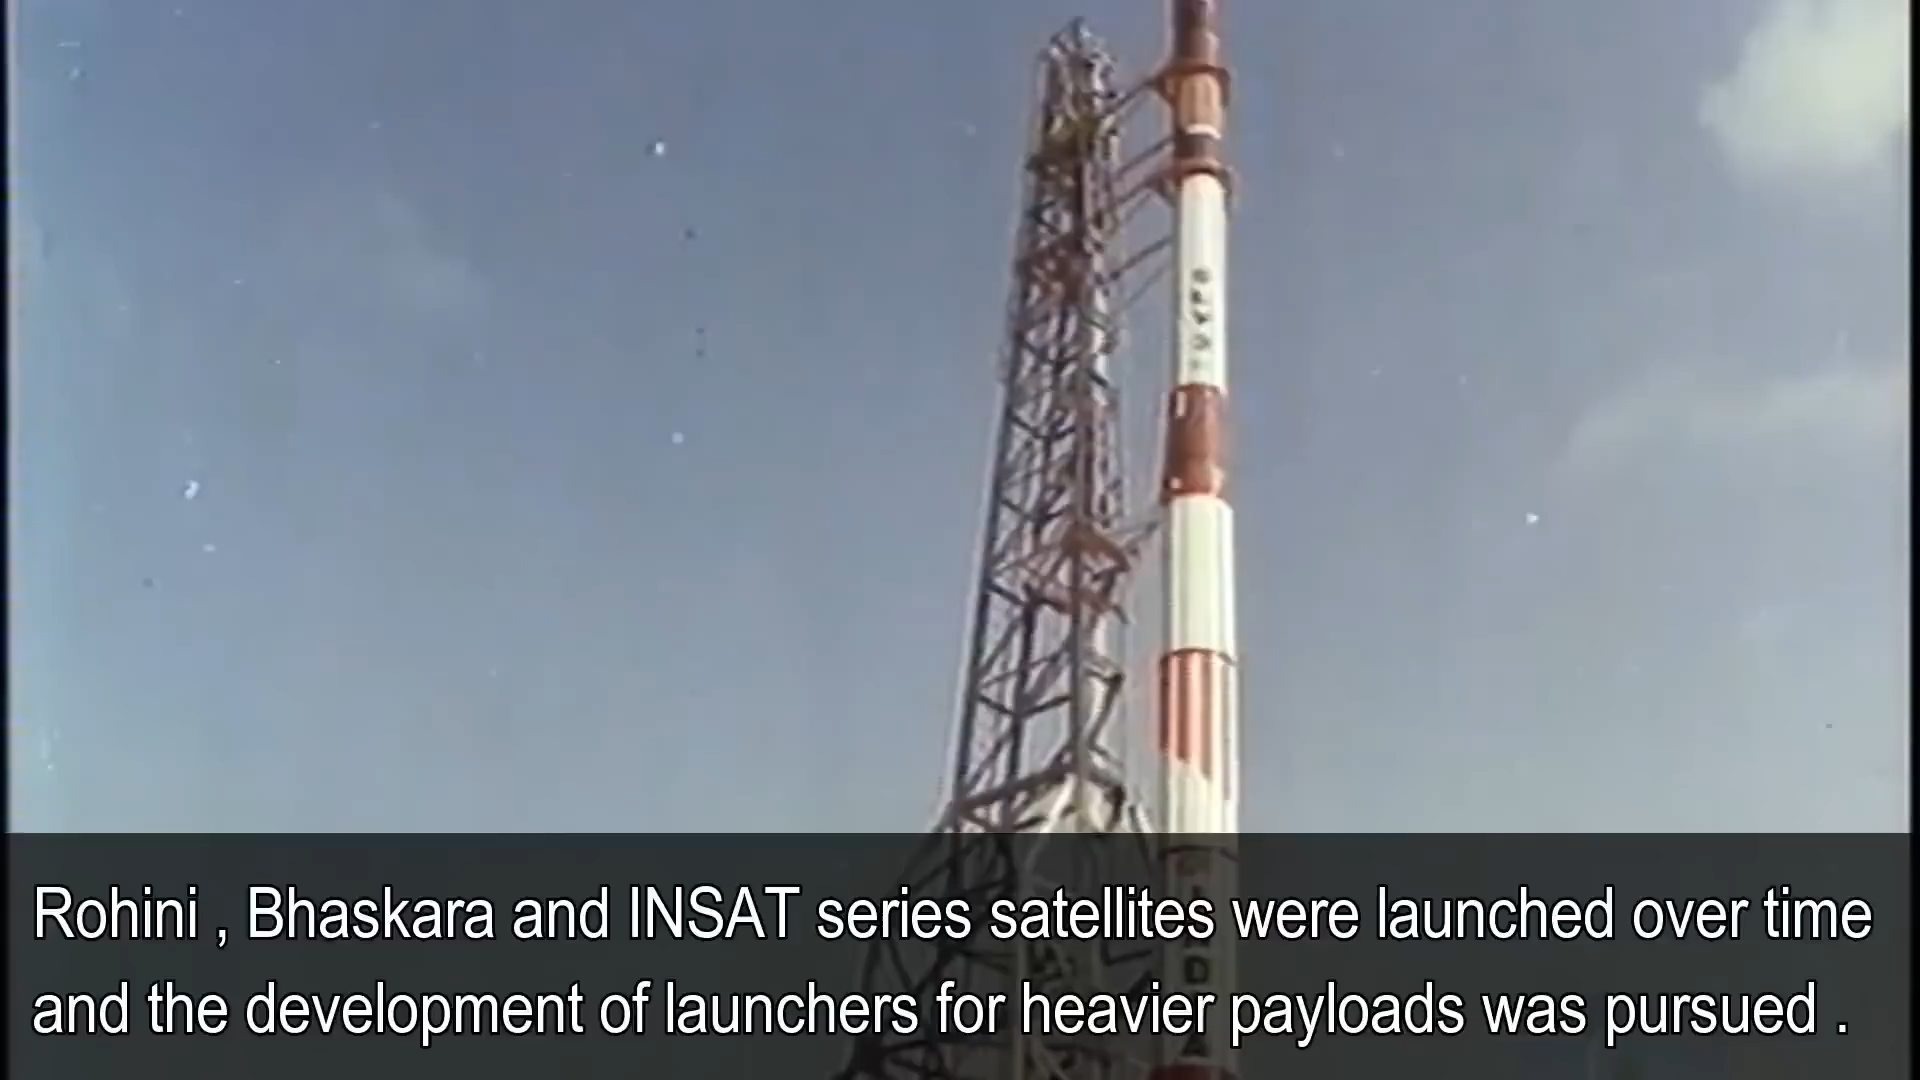 Rohini , Bhaskara and INSAT series satellites were launched over time
and the development of launchers for heavier payloads was pursued .